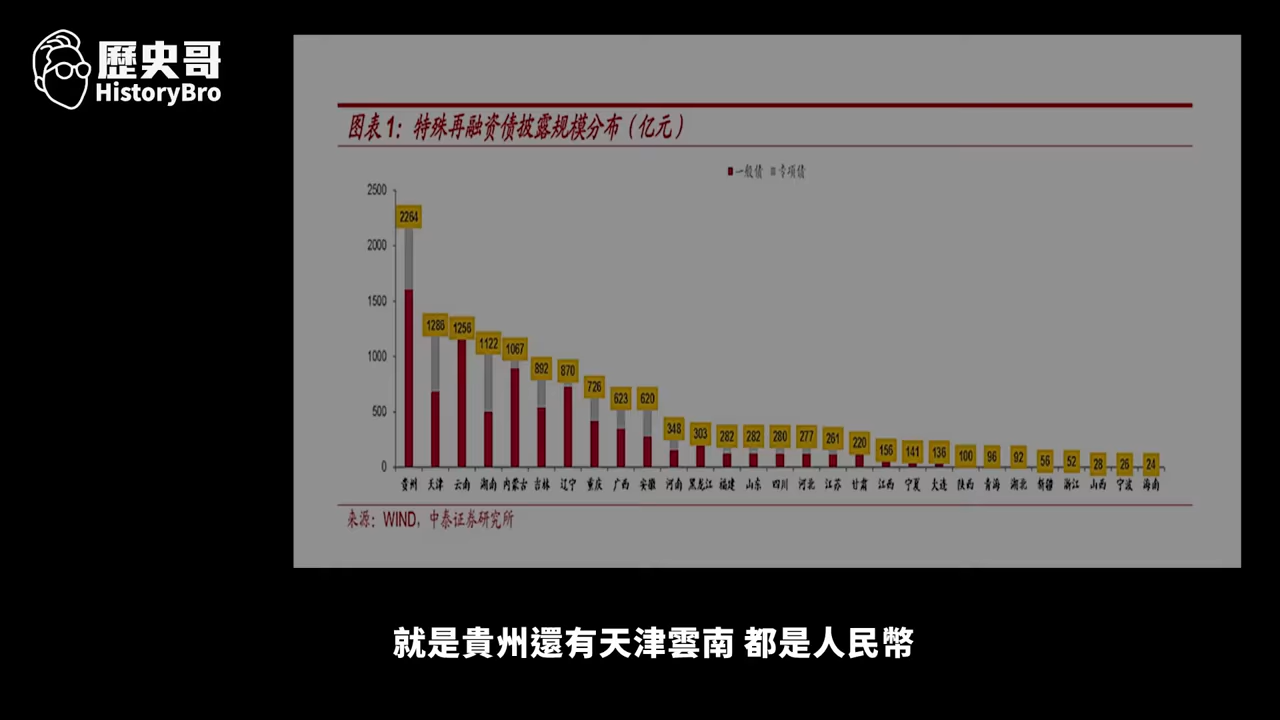 歷史哥
HistoryBro
图表1：特殊再融资债披露规模分布（亿元）
一般债 专项债
2500
2000
1500
1000
500
0
2264 1286 1256 1122 1067 892 870 726 623 620 348 303 282 282 280 277 261 220 156 141 136 100 96 92 56 52 28 26 24
贵州 天津 云南 湖南 内蒙古 吉林 辽宁 重庆 广西 安徽 河南 黑龙江 福建 山东 四川 河北 江苏 甘肃 江西 宁夏 大连 陕西 青海 湖北 新疆 浙江 山西 宁波 海南
来源：WIND，中泰证券研究所
就是貴州還有天津雲南 都是人民幣